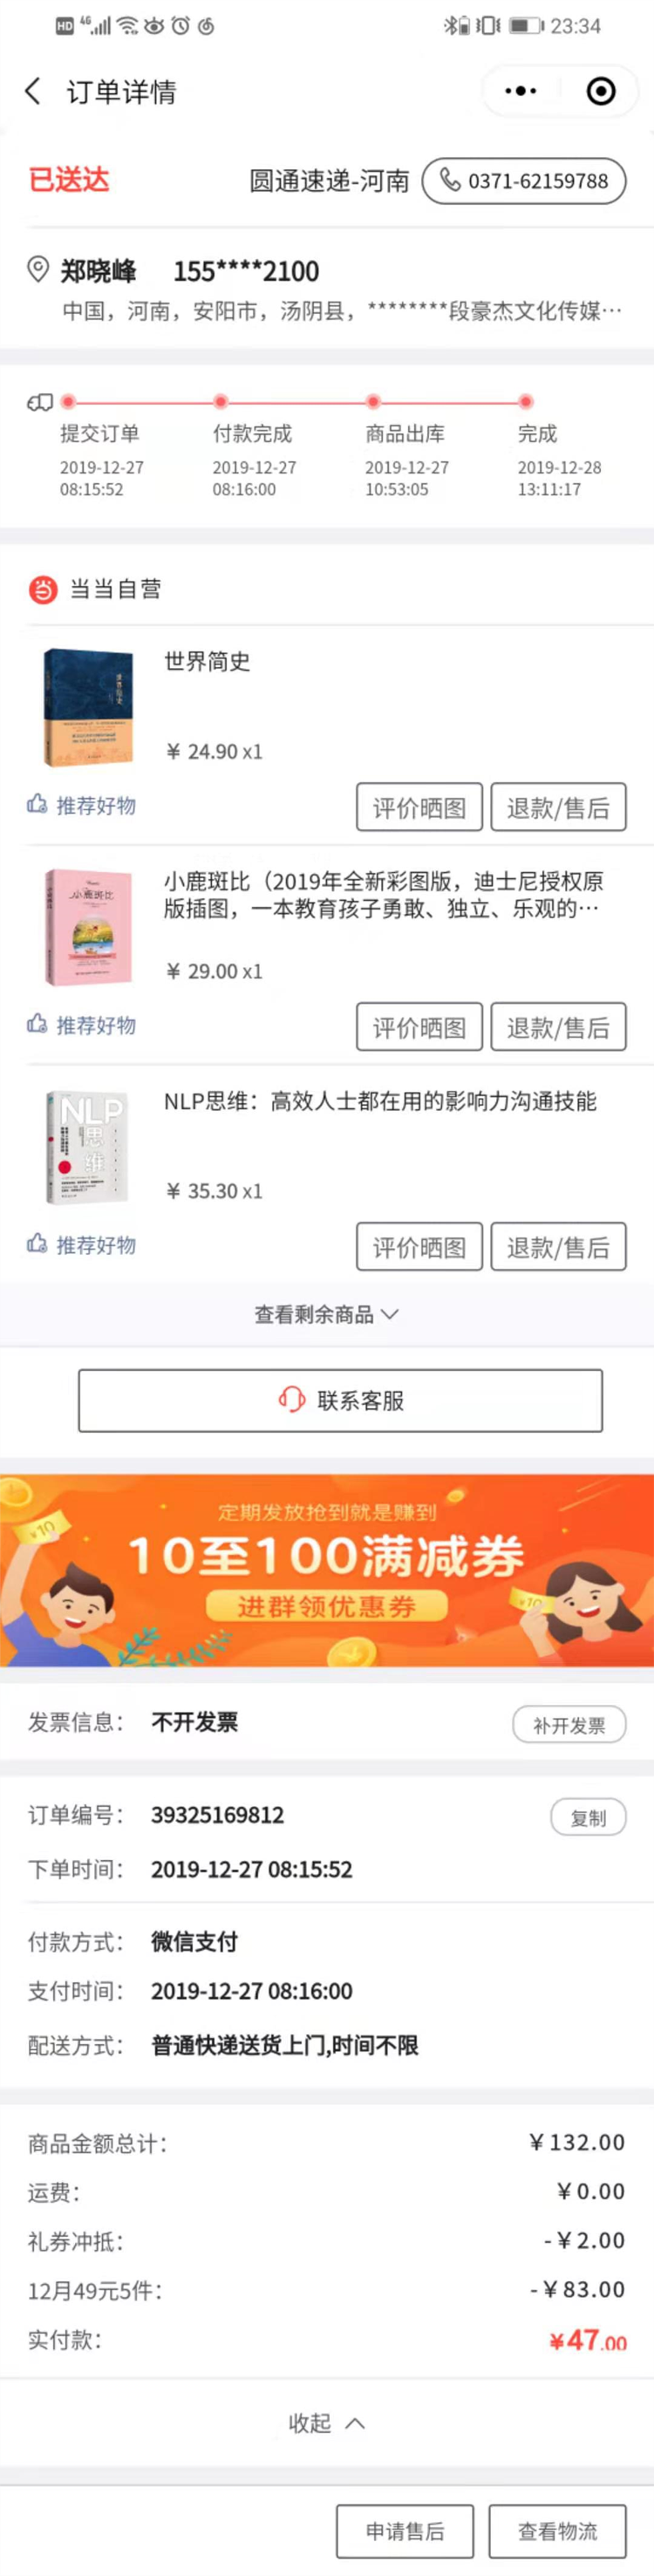 HD 4G 23:34
订单详情
已送达 圆通速递-河南 0371-62159788
郑晓峰 155****2100
中国，河南，安阳市，汤阴县，********段豪杰文化传媒…
提交订单 付款完成 商品出库 完成
2019-12-27 2019-12-27 2019-12-27 2019-12-28
08:15:52 08:16:00 10:53:05 13:11:17
当当自营
世界简史
世界简史
¥ 24.90 x1
推荐好物 评价晒图 退款/售后
小鹿斑比
小鹿斑比（2019年全新彩图版，迪士尼授权原
版插图，一本教育孩子勇敢、独立、乐观的…
¥ 29.00 x1
推荐好物 评价晒图 退款/售后
NLP
思维
NLP思维：高效人士都在用的影响力沟通技能
¥ 35.30 x1
推荐好物 评价晒图 退款/售后
查看剩余商品
联系客服
定期发放抢到就是赚到
¥10
10至100满减券
进群领优惠券
¥10
发票信息： 不开发票 补开发票
订单编号： 39325169812 复制
下单时间： 2019-12-27 08:15:52
付款方式： 微信支付
支付时间： 2019-12-27 08:16:00
配送方式： 普通快递送货上门,时间不限
商品金额总计： ¥132.00
运费： ¥0.00
礼券冲抵： -¥2.00
12月49元5件： -¥83.00
实付款： ¥47.00
收起
申请售后 查看物流